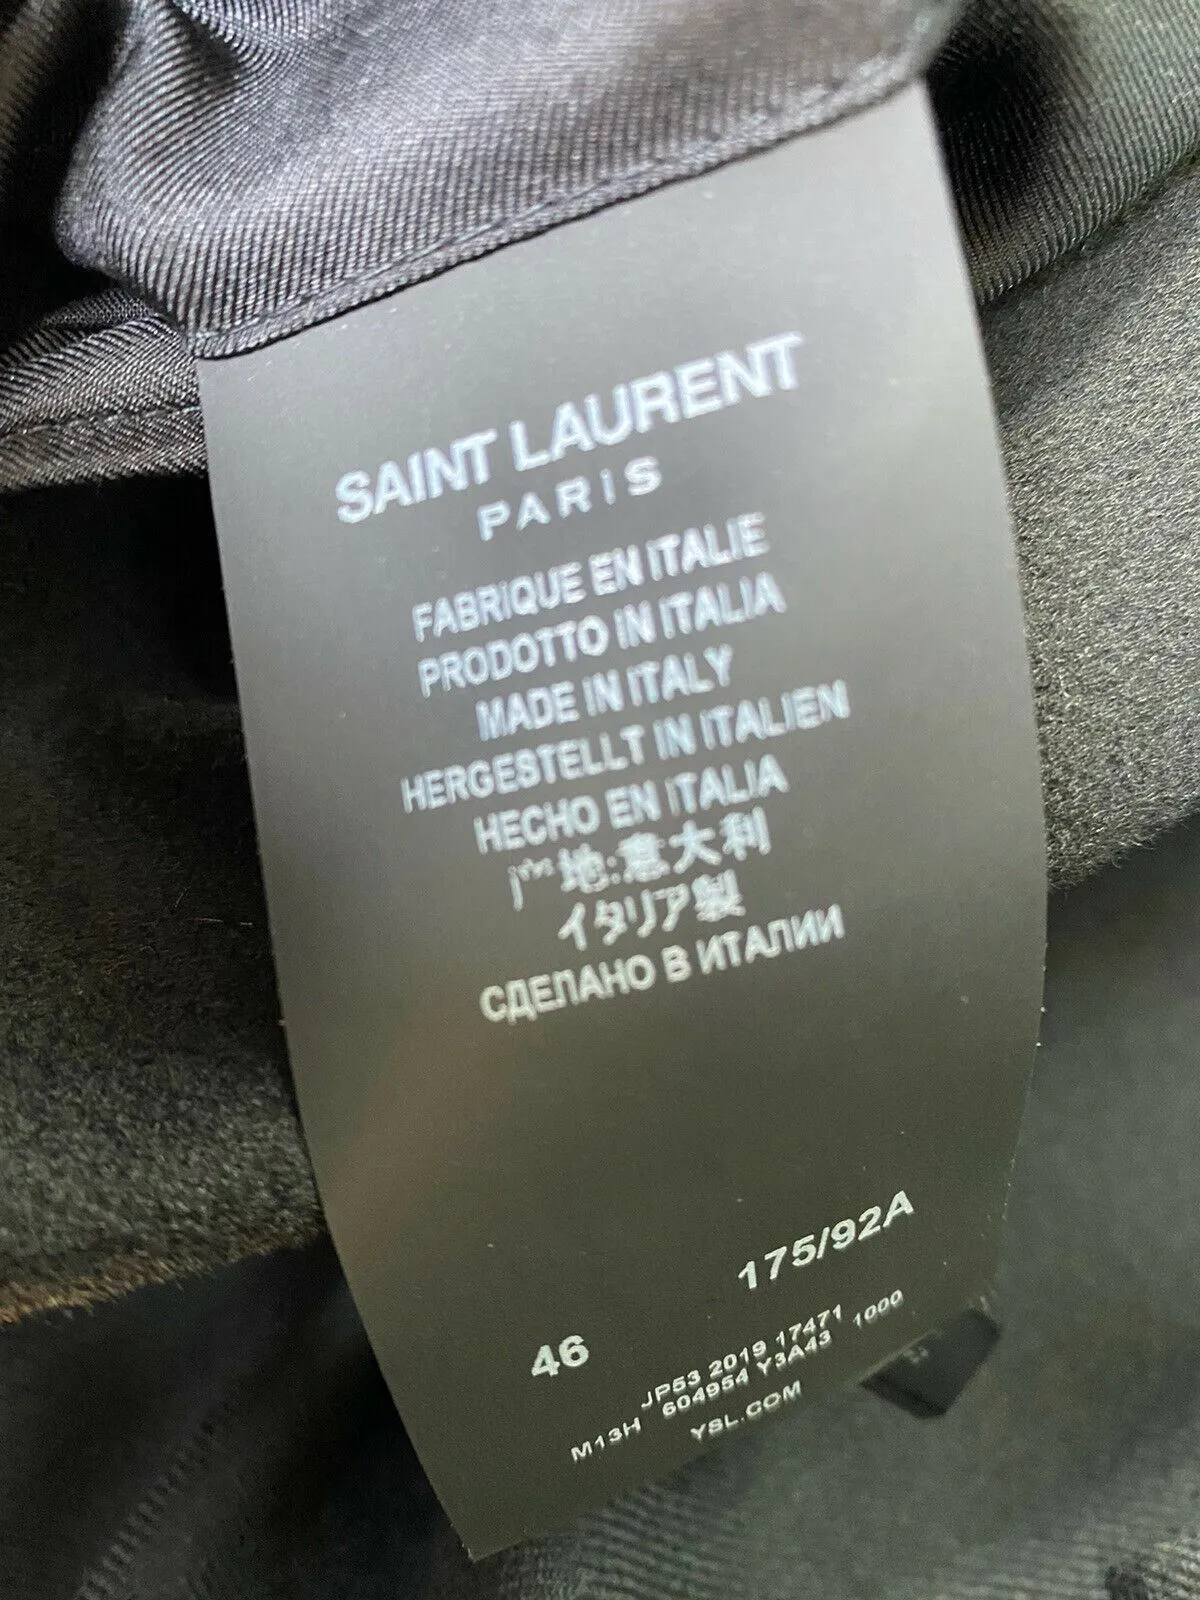 SAINT LAURENT
PARIS
FABRIQUE EN ITALIE
PRODOTTO IN ITALIA
MADE IN ITALY
HERGESTELLT IN ITALIEN
HECHO EN ITALIA
地:意大利
イタリア製
СДЕЛАНО В ИТАЛИИ
175/92A
46
JP53 2019 17471
M13H 604954 Y3A43 1000
YSL.COM